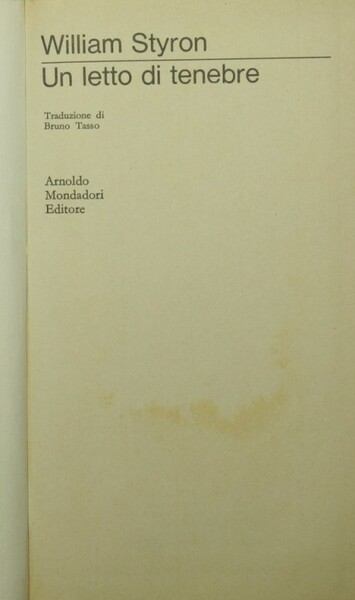 William Styron
Un letto di tenebre
Traduzione di
Bruno Tasso
Arnoldo
Mondadori
Editore